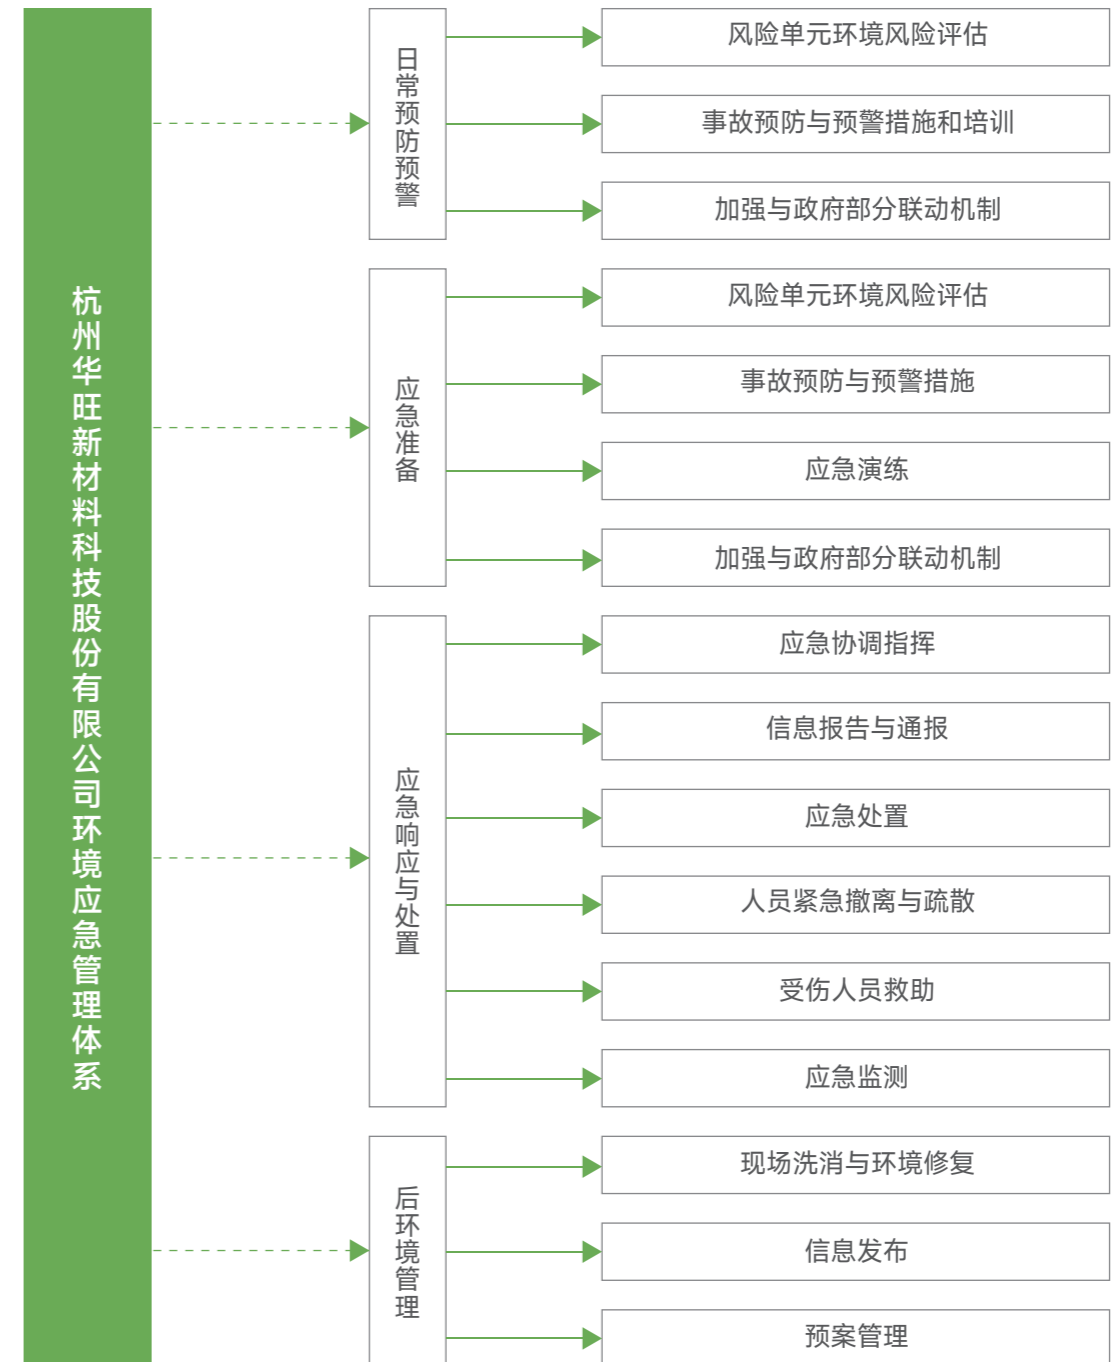 杭州华旺新材料科技股份有限公司环境应急管理体系
日常预防预警
风险单元环境风险评估
事故预防与预警措施和培训
加强与政府部分联动机制
应急准备
风险单元环境风险评估
事故预防与预警措施
应急演练
加强与政府部分联动机制
应急响应与处置
应急协调指挥
信息报告与通报
应急处置
人员紧急撤离与疏散
受伤人员救助
应急监测
后环境管理
现场洗消与环境修复
信息发布
预案管理